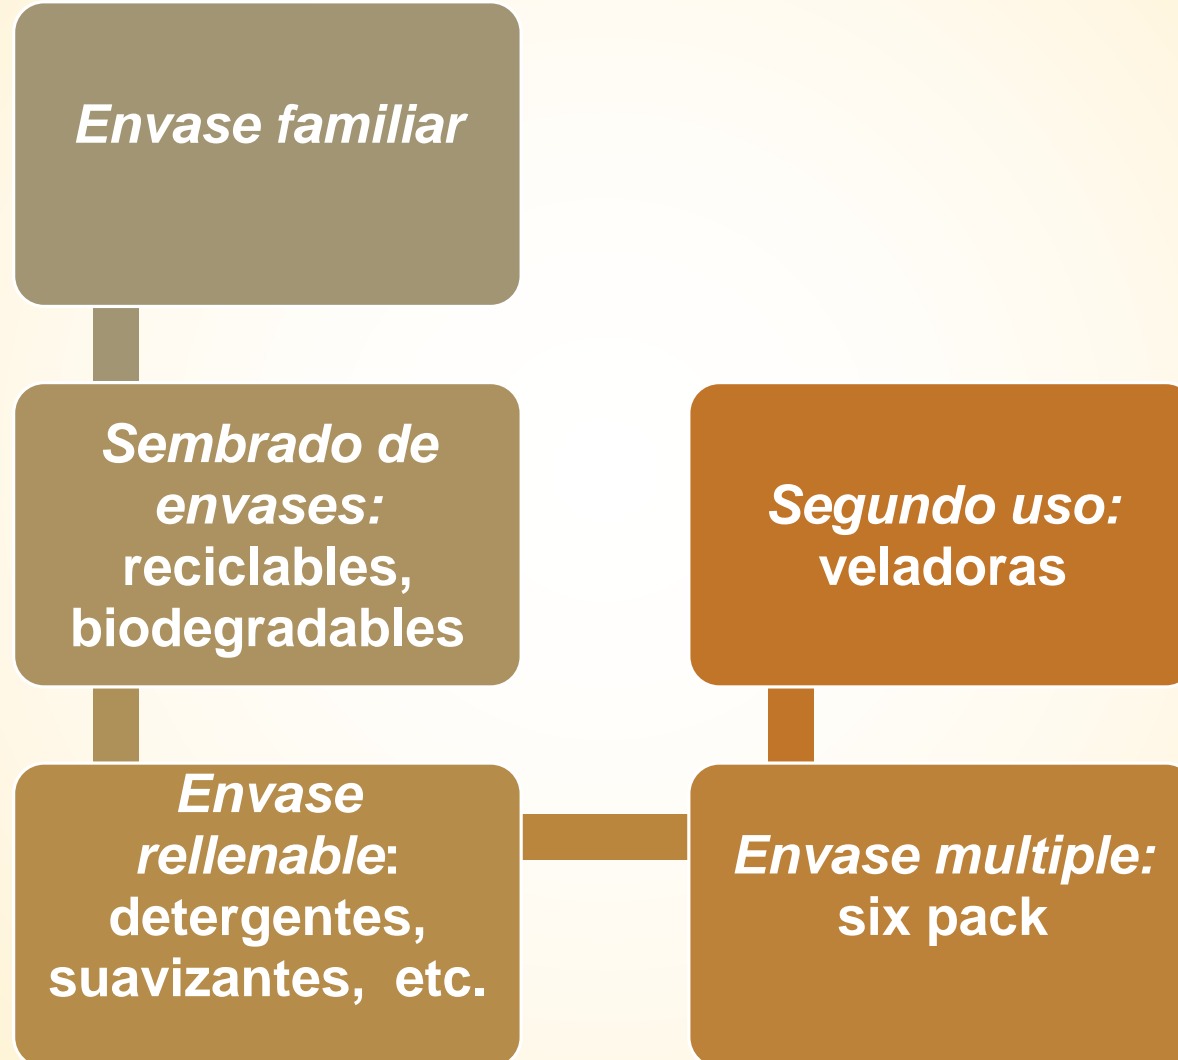 Envase familiar
Sembrado de
envases:
reciclables,
biodegradables
Envase
rellenable:
detergentes,
suavizantes,  etc.
Envase multiple:
six pack
Segundo uso:
veladoras